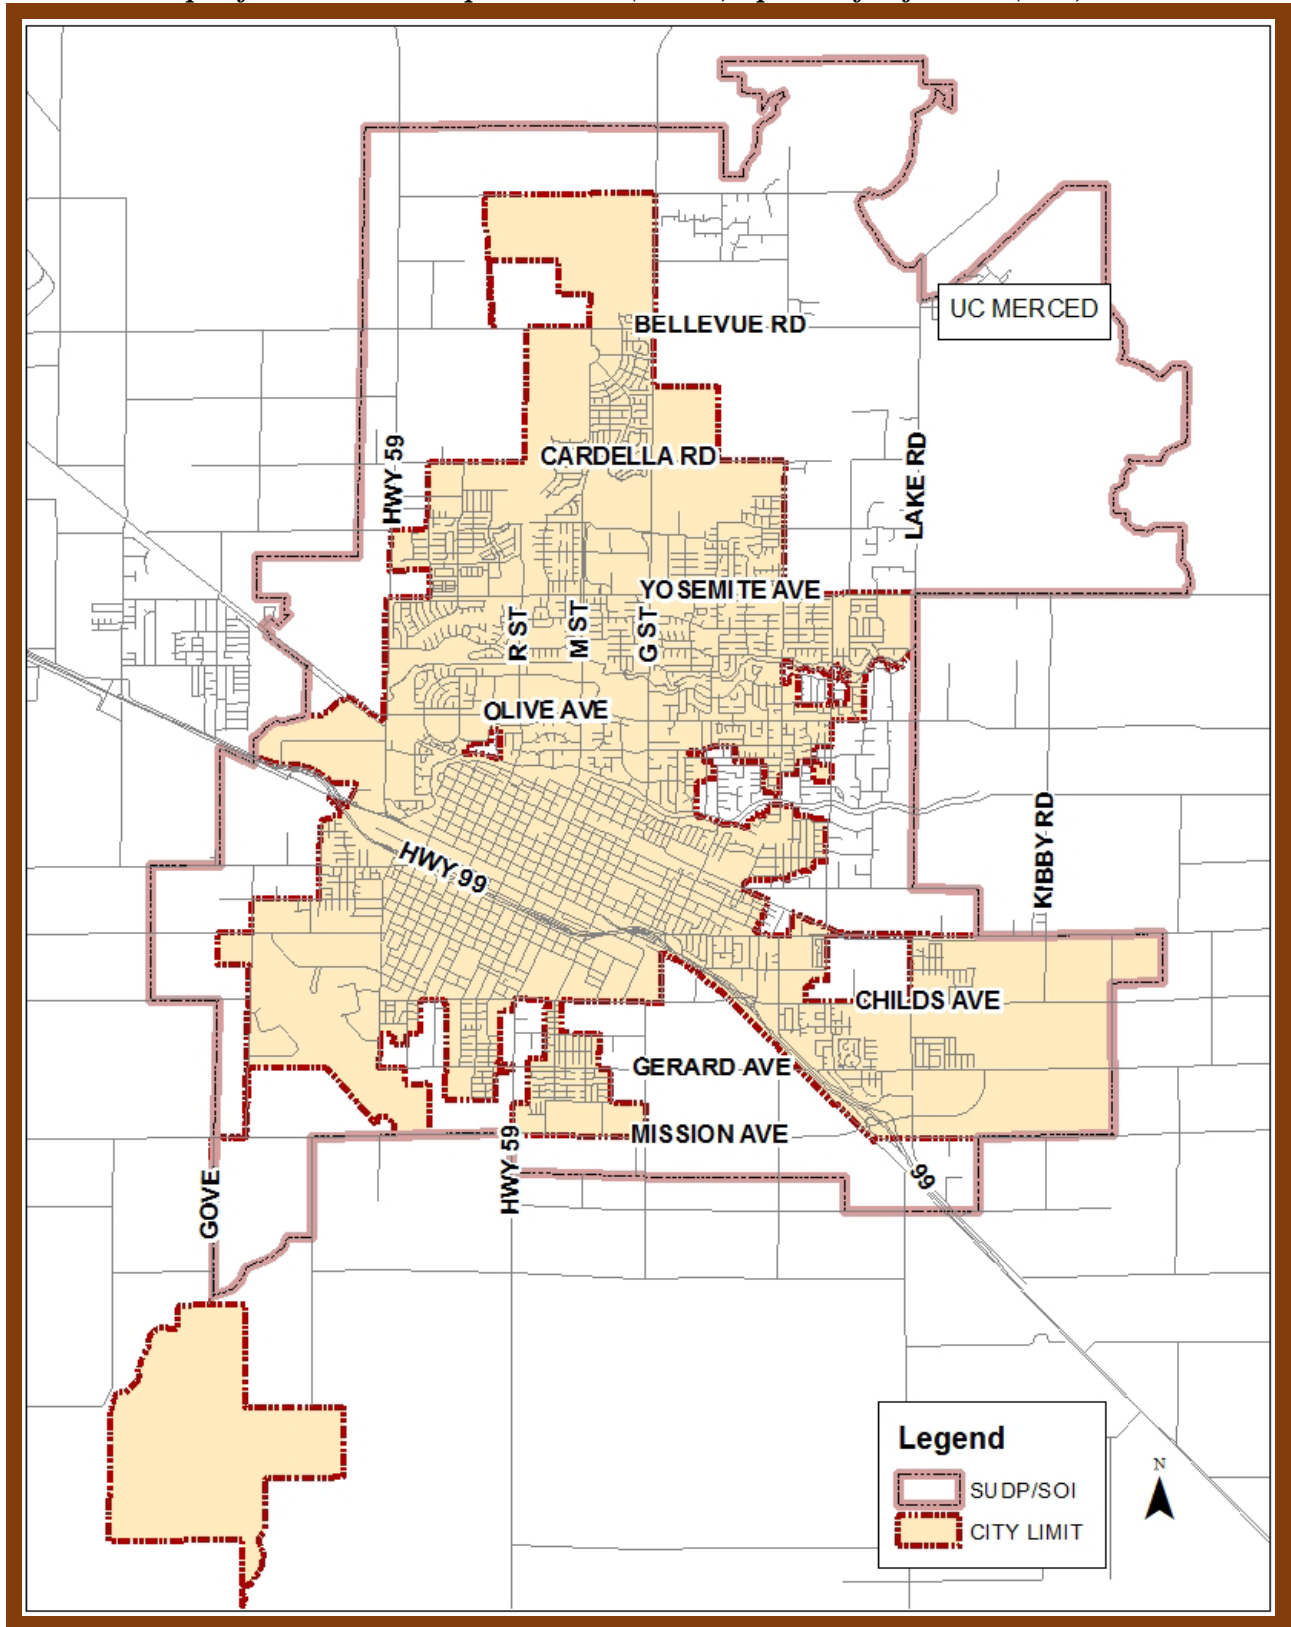 UC MERCED
BELLEVUE RD
HWY 59
CARDELLA RD
LAKE RD
YOSEMITE AVE
R ST
M ST
G ST
OLIVE AVE
KIBBY RD
HWY 99
CHILDS AVE
GERARD AVE
MISSION AVE
HWY 59
99
GOVE
Legend
SUDP/SOI
CITY LIMIT
N